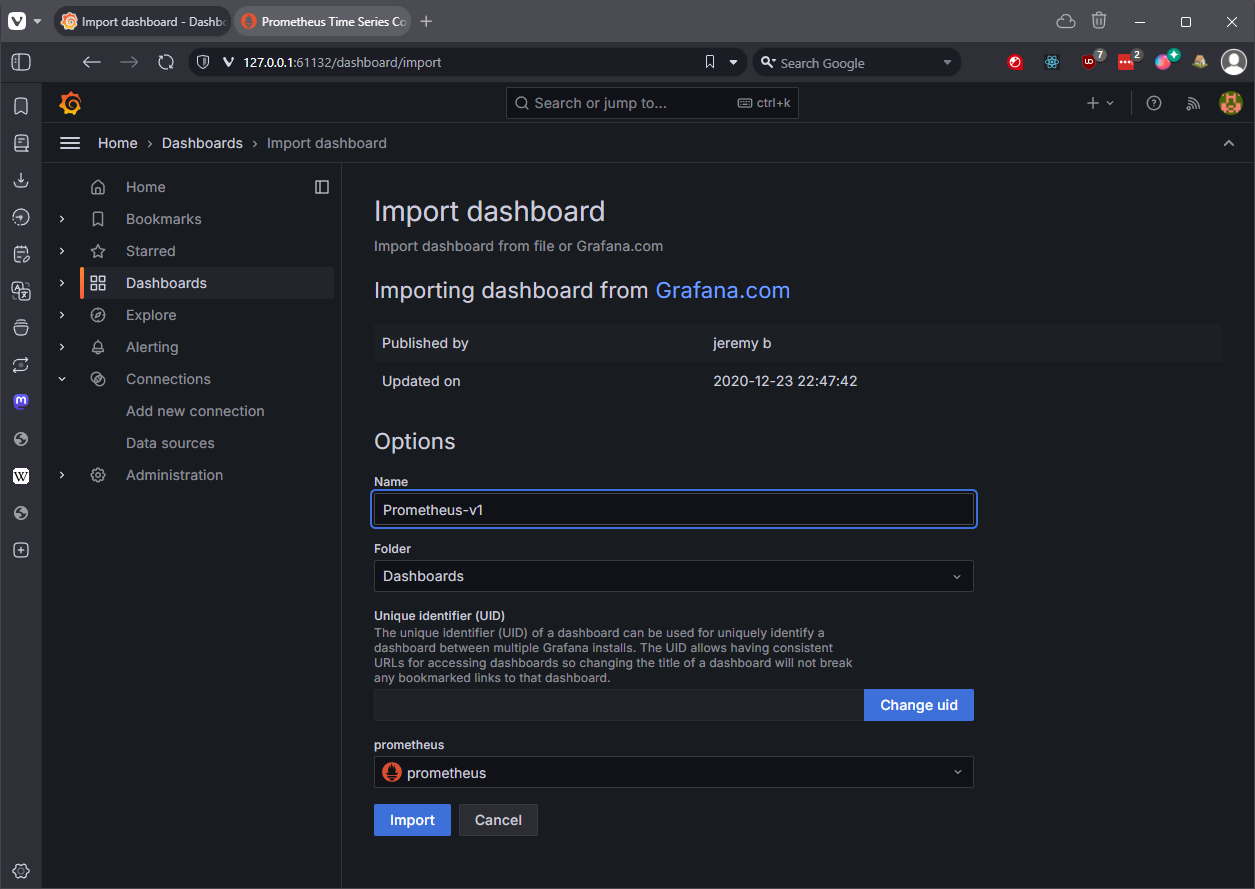 Import dashboard - Dashb
Prometheus Time Series Co
127.0.0.1:61132/dashboard/import
Search Google
7
2
Search or jump to...
ctrl+k
Home › Dashboards › Import dashboard
Home
Bookmarks
Starred
Dashboards
Explore
Alerting
Connections
Add new connection
Data sources
Administration
Import dashboard
Import dashboard from file or Grafana.com
Importing dashboard from Grafana.com
Published by jeremy b
Updated on 2020-12-23 22:47:42
Options
Name
Prometheus-v1
Folder
Dashboards
Unique identifier (UID)
The unique identifier (UID) of a dashboard can be used for uniquely identify a
dashboard between multiple Grafana installs. The UID allows having consistent
URLs for accessing dashboards so changing the title of a dashboard will not break
any bookmarked links to that dashboard.
Change uid
prometheus
prometheus
Import
Cancel